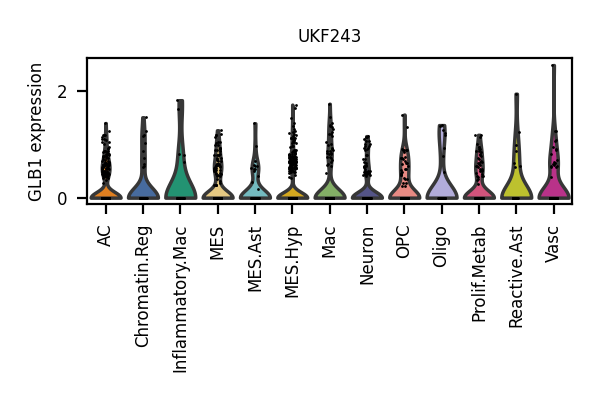 UKF243
GLB1 expression
2
0
AC
Chromatin.Reg
Inflammatory.Mac
MES
MES.Ast
MES.Hyp
Mac
Neuron
OPC
Oligo
Prolif.Metab
Reactive.Ast
Vasc